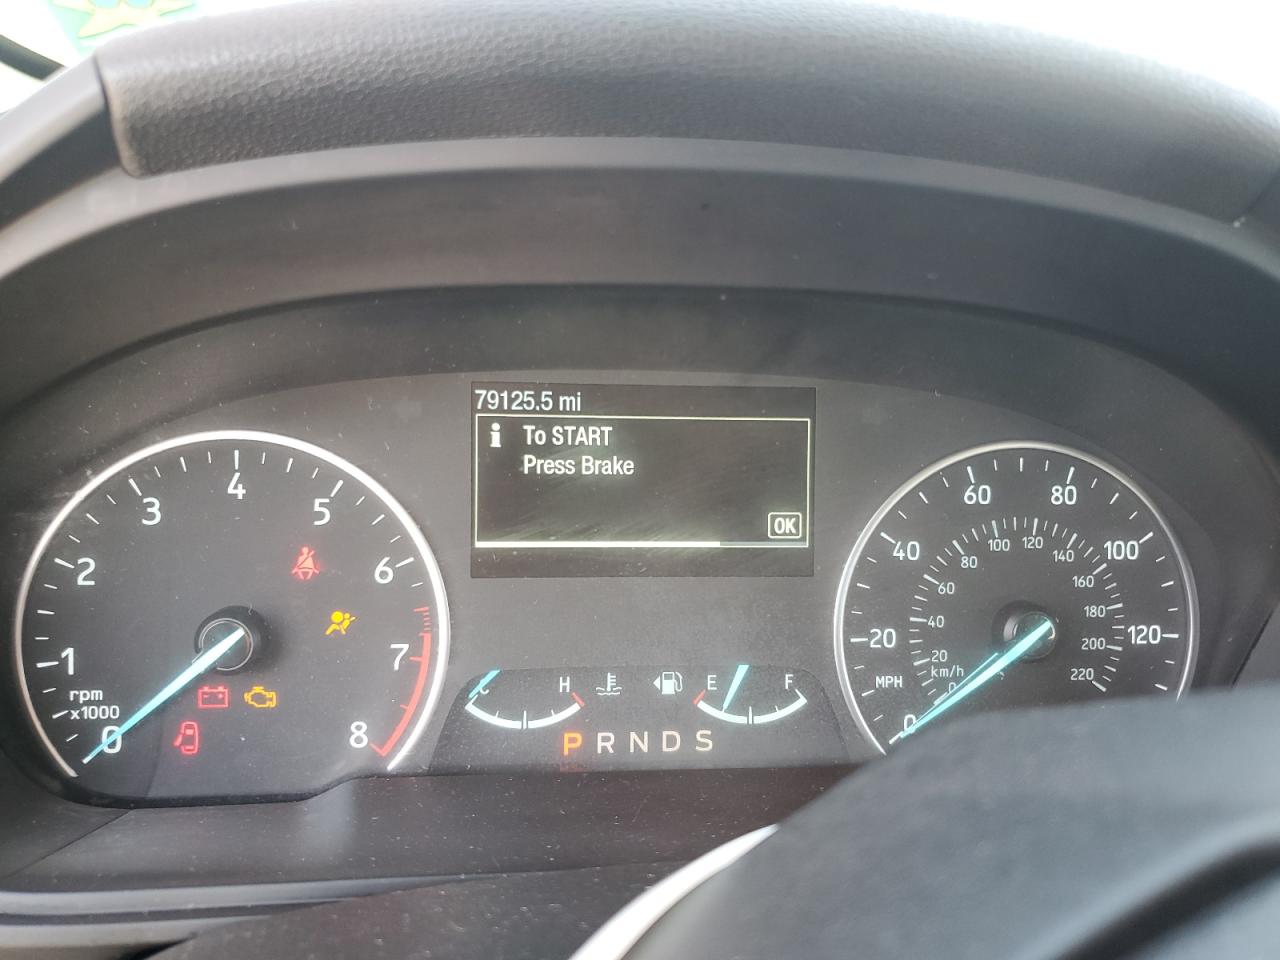 79125.5 mi
i To START
Press Brake
OK
0 1 2 3 4 5 6 7 8
rpm
x1000
C H
E F
P R N D S
0 20 40 60 80 100 120
MPH
0 20 40 60 80 100 120 140 160 180 200 220
km/h